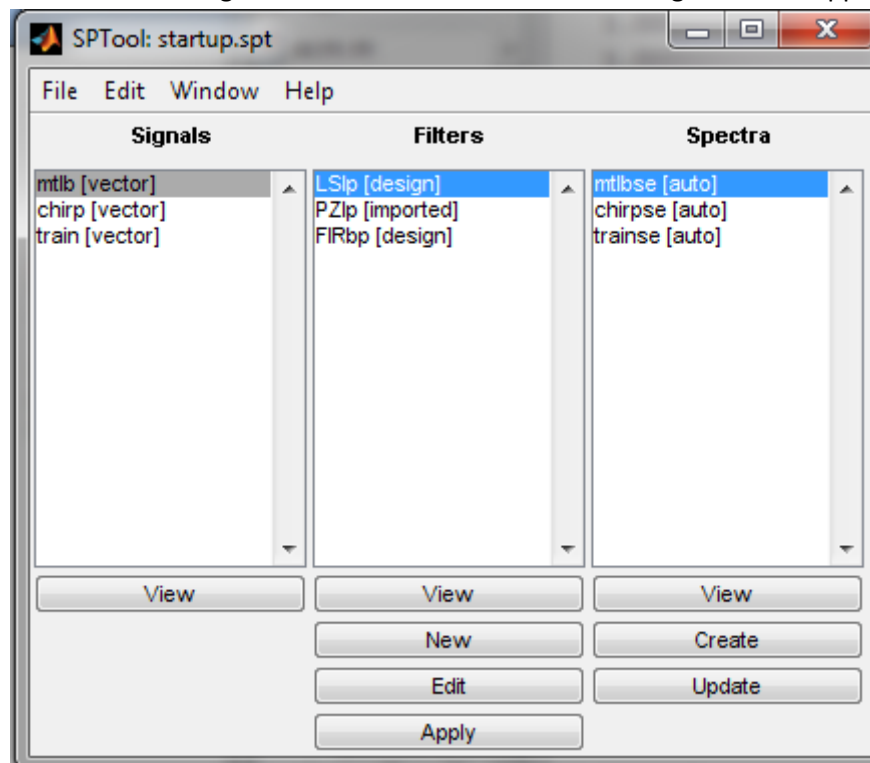 SPTool: startup.spt
File Edit Window Help
Signals Filters Spectra
mtlb [vector] LSlp [design] mtlbse [auto]
chirp [vector] PZlp [imported] chirpse [auto]
train [vector] FIRbp [design] trainse [auto]
View View View
New Create
Edit Update
Apply